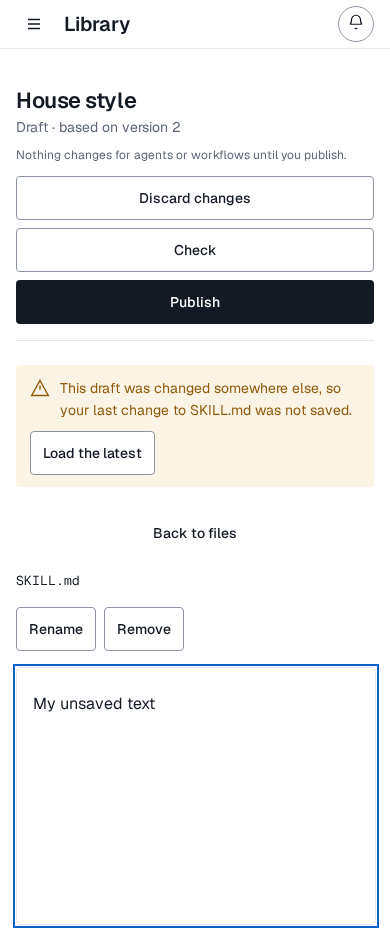 Library
House style
Draft · based on version 2
Nothing changes for agents or workflows until you publish.
Discard changes
Check
Publish
This draft was changed somewhere else, so
your last change to SKILL.md was not saved.
Load the latest
Back to files
SKILL.md
Rename
Remove
My unsaved text